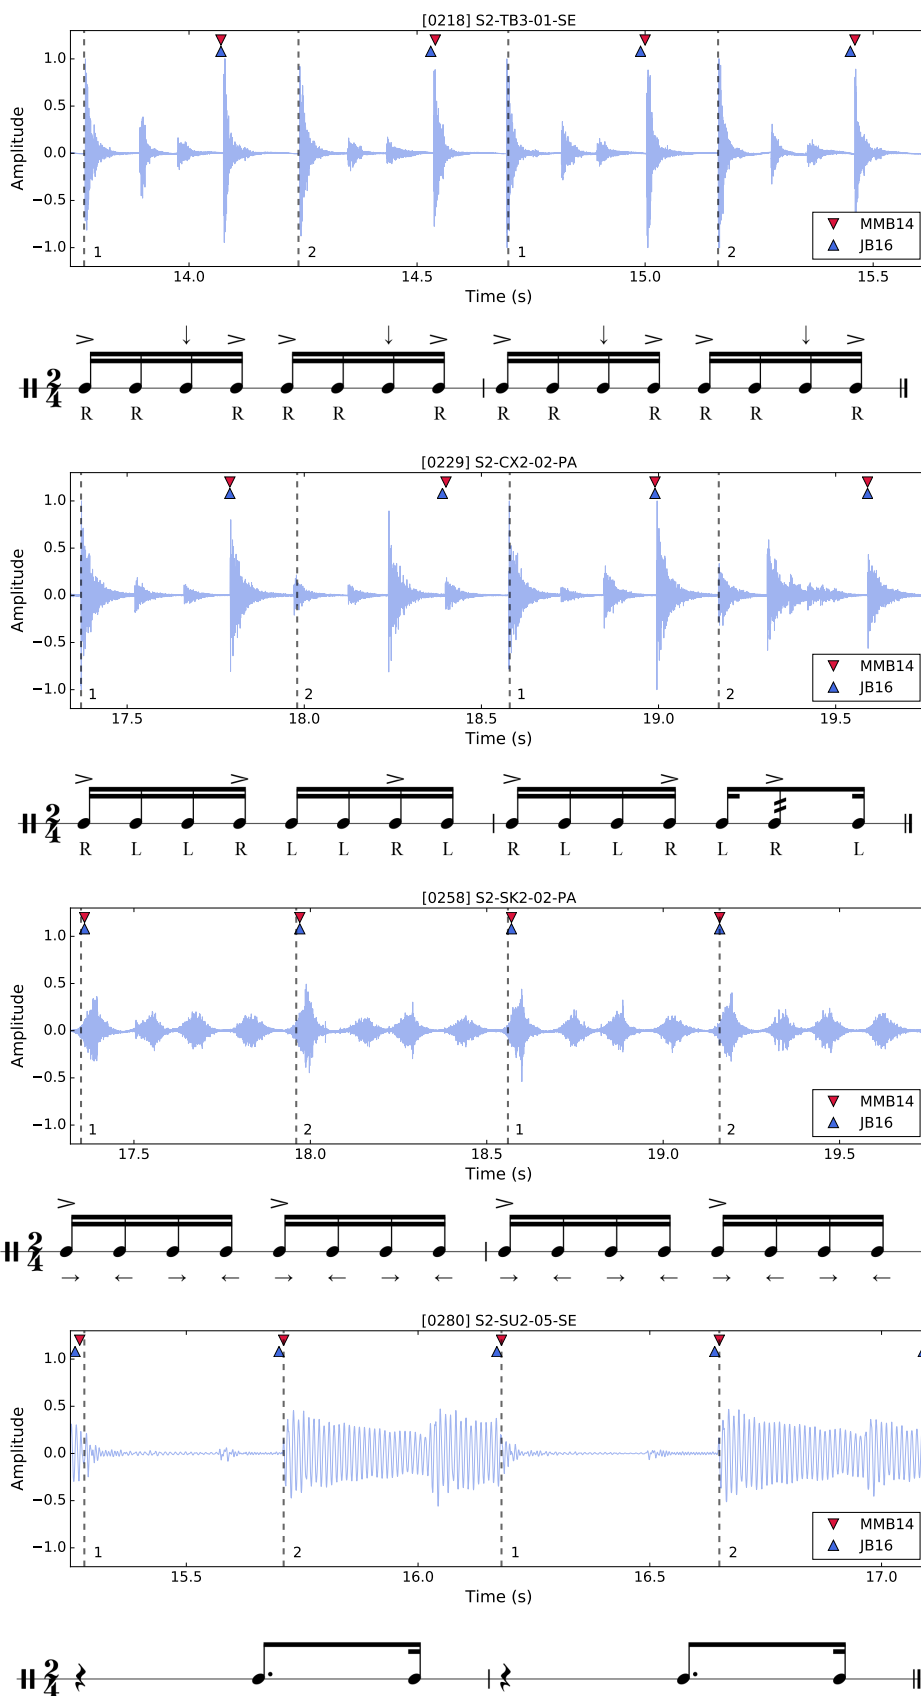 [0218] S2-TB3-01-SE
1.0
0.5
0.0
−0.5
−1.0
Amplitude
1 2 1 2
MMB14
JB16
14.0 14.5 15.0 15.5
Time (s)
> ↓ > > ↓ > > ↓ > > ↓ >
2
4
R R R R R R R R R R R R
[0229] S2-CX2-02-PA
1.0
0.5
0.0
−0.5
−1.0
Amplitude
1 2 1 2
MMB14
JB16
17.5 18.0 18.5 19.0 19.5
Time (s)
> > > > > >
2
4
R L L R L L R L R L L R L R L
[0258] S2-SK2-02-PA
1.0
0.5
0.0
−0.5
−1.0
Amplitude
1 2 1 2
MMB14
JB16
17.5 18.0 18.5 19.0 19.5
Time (s)
> > > >
2
4
→ ← → ← → ← → ← → ← → ← → ← → ←
[0280] S2-SU2-05-SE
1.0
0.5
0.0
−0.5
−1.0
Amplitude
1 2 1 2
MMB14
JB16
15.5 16.0 16.5 17.0
Time (s)
2
4